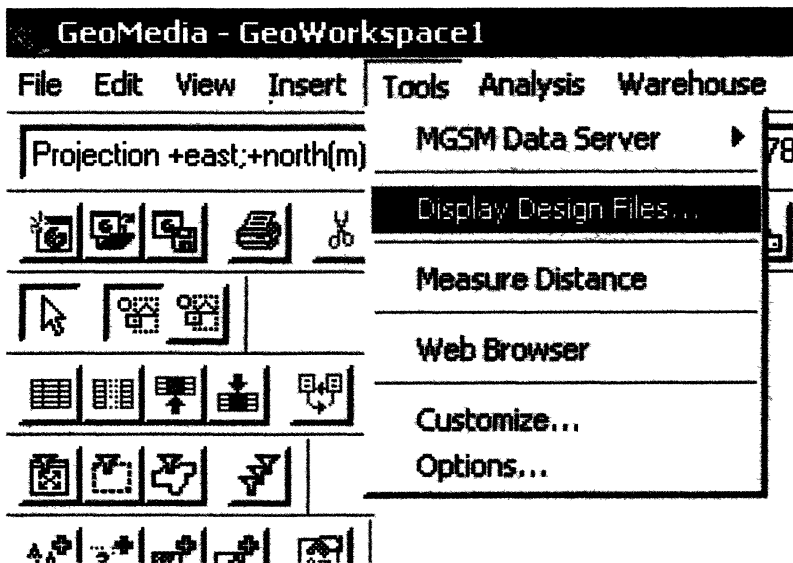 GeoMedia - GeoWorkspace1
File Edit View Insert Tools Analysis Warehouse
Projection +east;+north(m)
MGSM Data Server
78
Display Design Files...
Measure Distance
Web Browser
Customize...
Options...